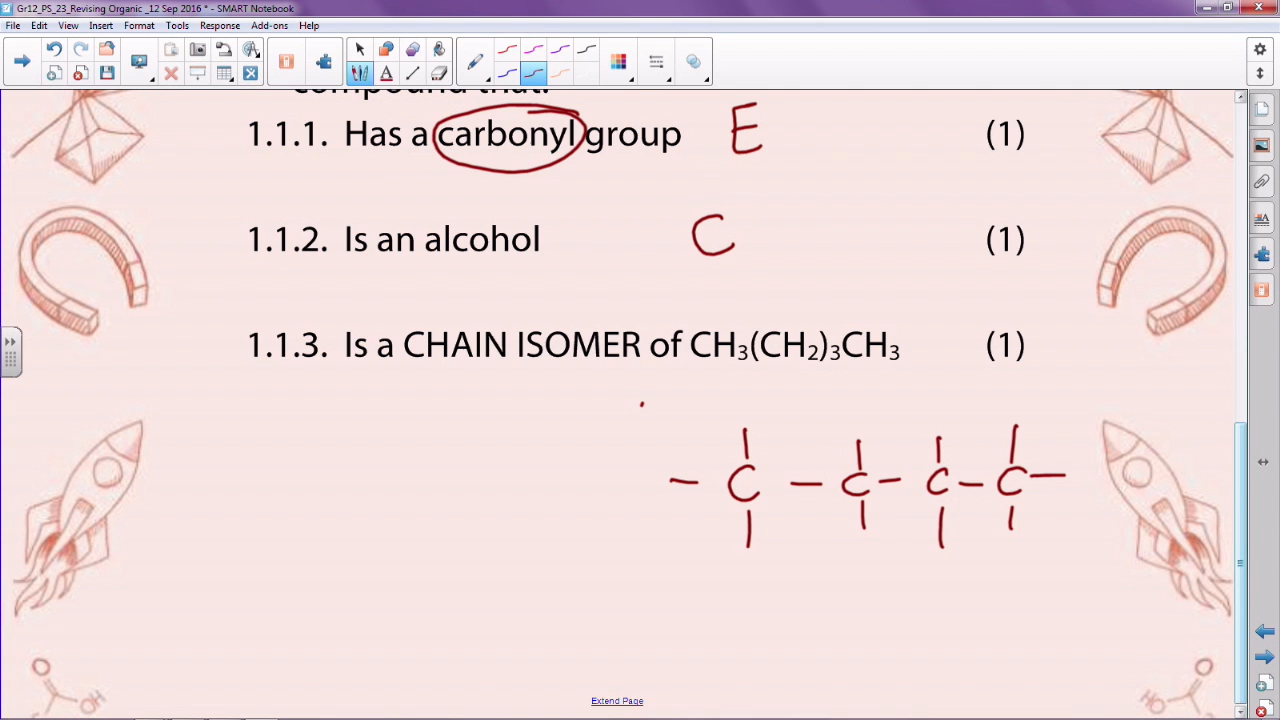 Gr12_PS_23_Revising Organic _12 Sep 2016 * - SMART Notebook
File Edit View Insert Format Tools Response Add-ons Help
compound that:
1.1.1. Has a carbonyl group E (1)
1.1.2. Is an alcohol C (1)
1.1.3. Is a CHAIN ISOMER of CH₃(CH₂)₃CH₃ (1)
— C — C — C — C —
Extend Page